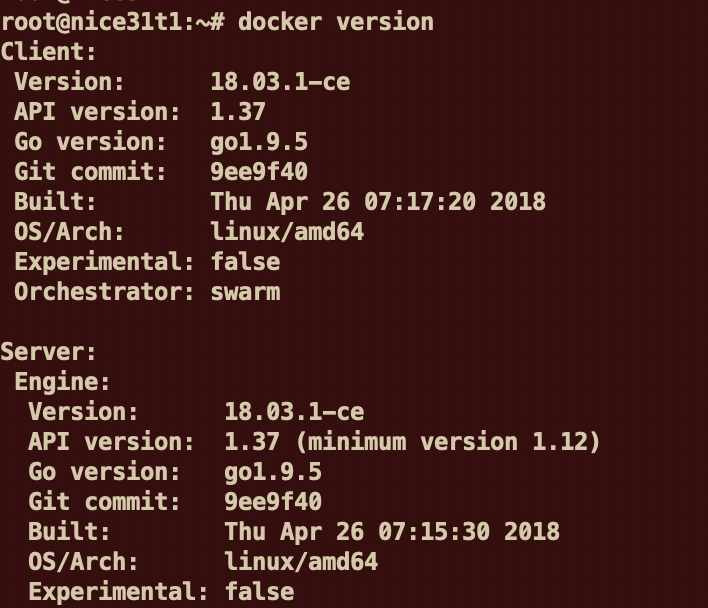 root@nice31t1:~# docker version
Client:
 Version:      18.03.1-ce
 API version:  1.37
 Go version:   go1.9.5
 Git commit:   9ee9f40
 Built:        Thu Apr 26 07:17:20 2018
 OS/Arch:      linux/amd64
 Experimental: false
 Orchestrator: swarm

Server:
 Engine:
  Version:      18.03.1-ce
  API version:  1.37 (minimum version 1.12)
  Go version:   go1.9.5
  Git commit:   9ee9f40
  Built:        Thu Apr 26 07:15:30 2018
  OS/Arch:      linux/amd64
  Experimental: false